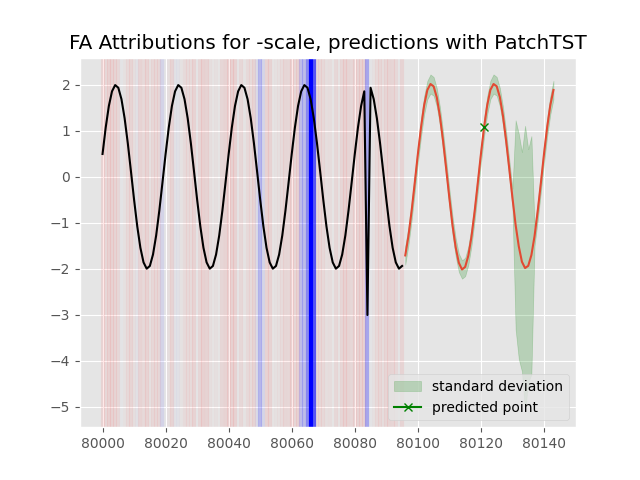 FA Attributions for -scale, predictions with PatchTST
2
1
0
−1
−2
−3
−4
−5
standard deviation
predicted point
80000 80020 80040 80060 80080 80100 80120 80140